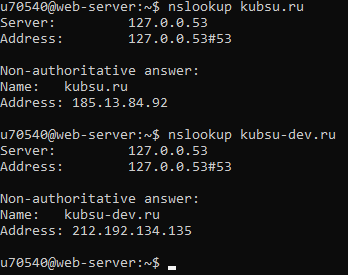 u70540@web-server:~$ nslookup kubsu.ru
Server:         127.0.0.53
Address:        127.0.0.53#53

Non-authoritative answer:
Name:   kubsu.ru
Address: 185.13.84.92

u70540@web-server:~$ nslookup kubsu-dev.ru
Server:         127.0.0.53
Address:        127.0.0.53#53

Non-authoritative answer:
Name:   kubsu-dev.ru
Address: 212.192.134.135

u70540@web-server:~$